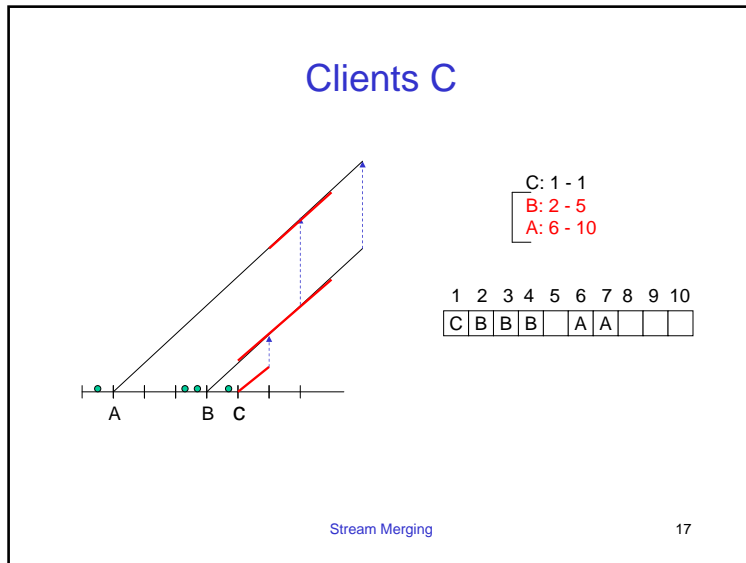 Clients C
C: 1 - 1
B: 2 - 5
A: 6 - 10
1 2 3 4 5 6 7 8 9 10
C B B B A A
A B C
Stream Merging 17